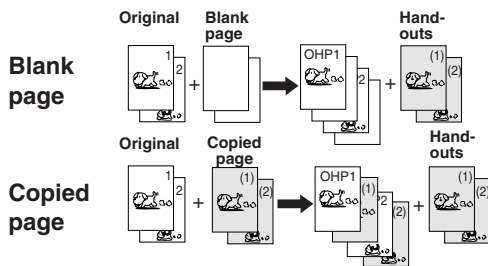 Original
Blank
page
Hand-
outs
Blank
page
1
2
+
OHP1
2
+
(1)
(2)
Original
Copied
page
Hand-
outs
Copied
page
1
2
+
(1)
(2)
OHP1
(1)
P2
(2)
+
(1)
(2)